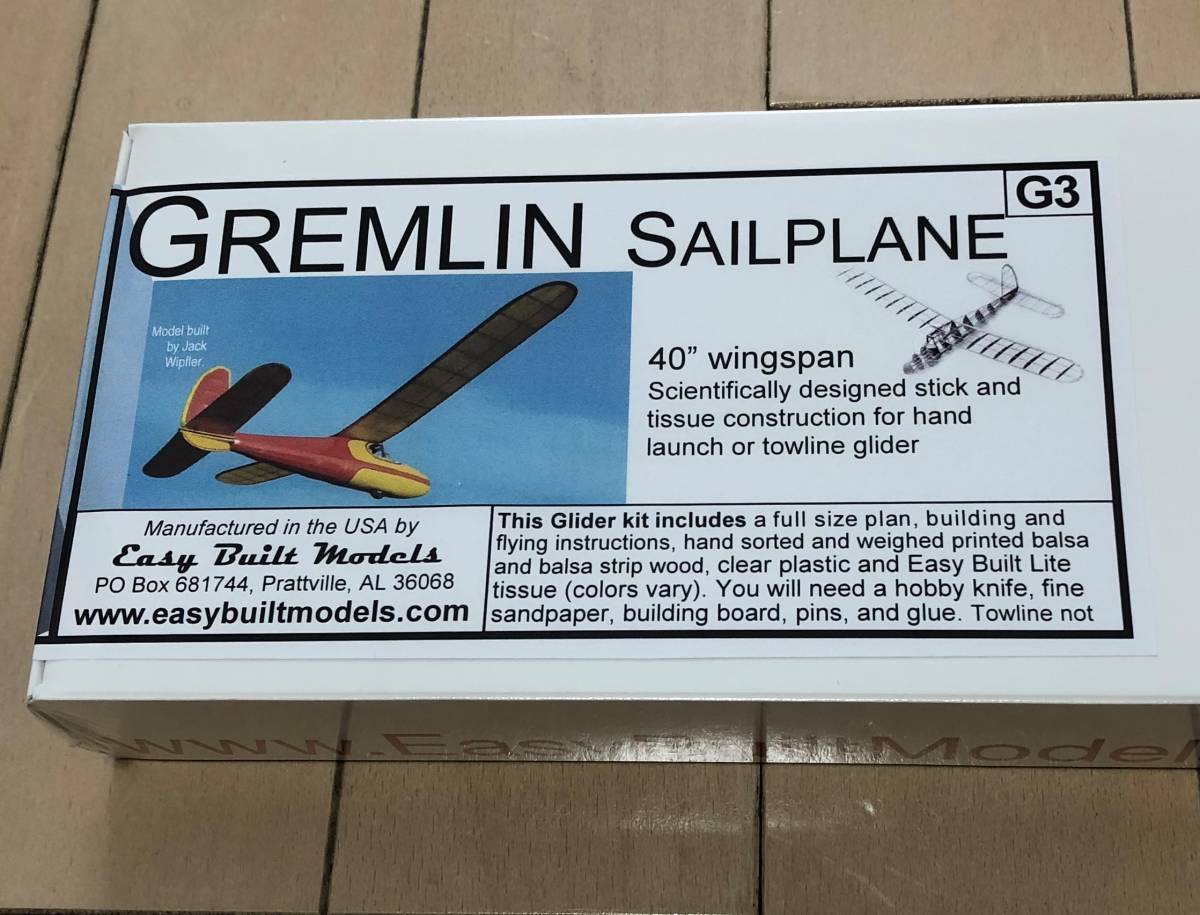 G3
GREMLIN SAILPLANE
Model built
by Jack
Wipfler.
40” wingspan
Scientifically designed stick and
tissue construction for hand
launch or towline glider
Manufactured in the USA by
Easy Built Models
PO Box 681744, Prattville, AL 36068
www.easybuiltmodels.com
This Glider kit includes a full size plan, building and
flying instructions, hand sorted and weighed printed balsa
and balsa strip wood, clear plastic and Easy Built Lite
tissue (colors vary). You will need a hobby knife, fine
sandpaper, building board, pins, and glue. Towline not
www.EasyBuiltModel